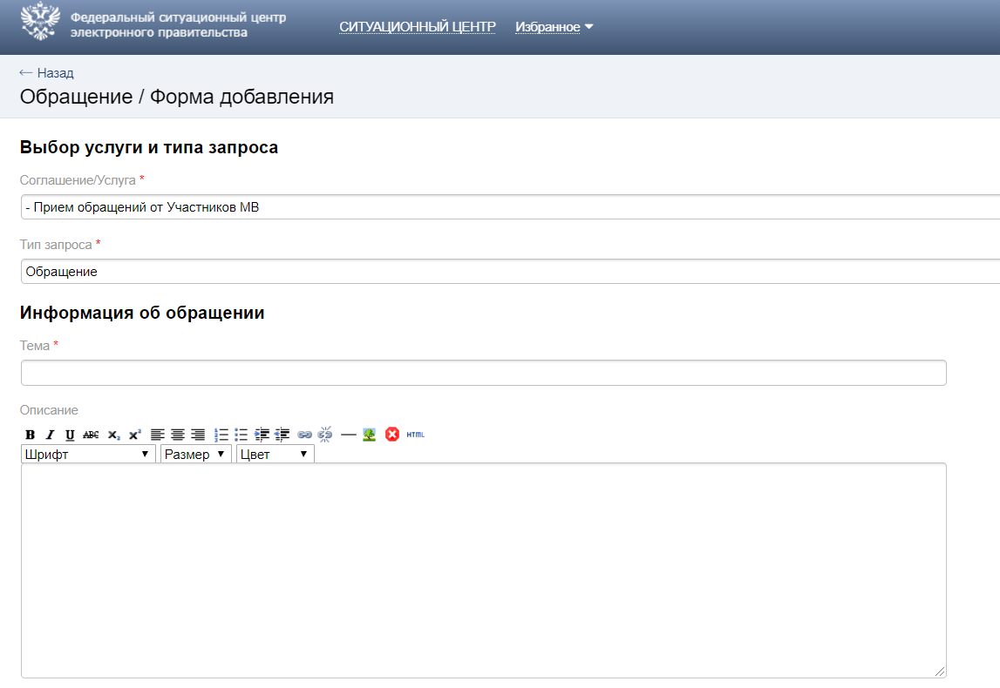 Федеральный ситуационный центр
электронного правительства
СИТУАЦИОННЫЙ ЦЕНТР Избранное
← Назад
Обращение / Форма добавления
Выбор услуги и типа запроса
Соглашение/Услуга *
- Прием обращений от Участников МВ
Тип запроса *
Обращение
Информация об обращении
Тема *
Описание
B I U ABC X₂ X² HTML
Шрифт Размер Цвет